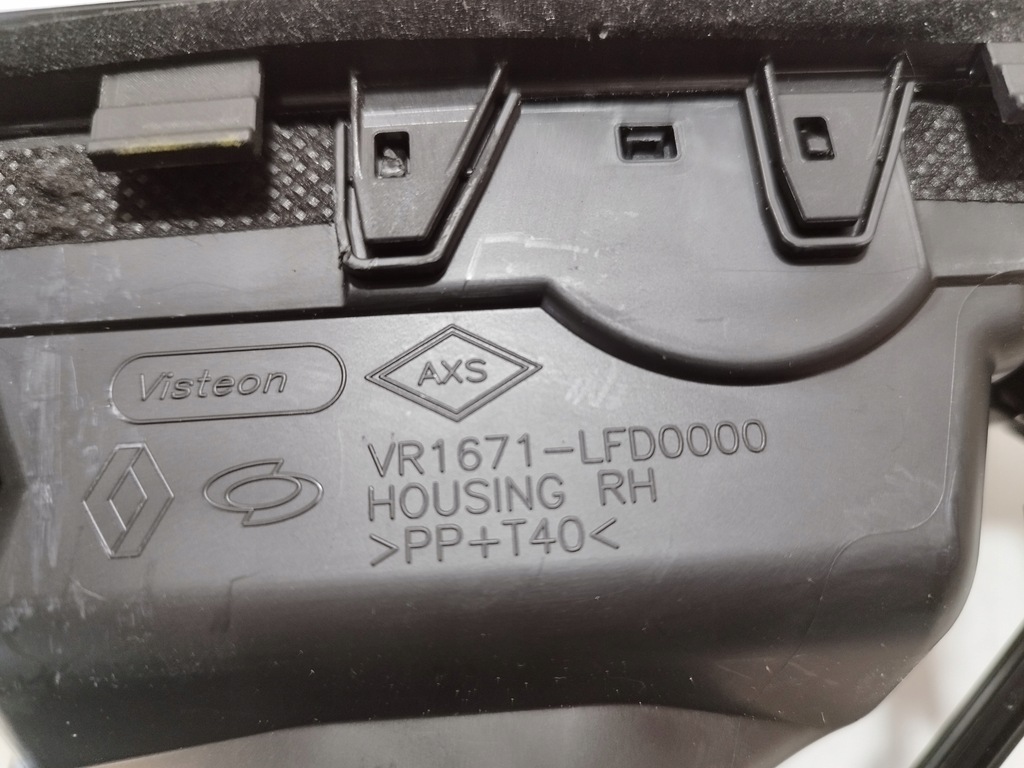 Visteon
AXS
VR1671-LFD0000
HOUSING RH
>PP+T40<